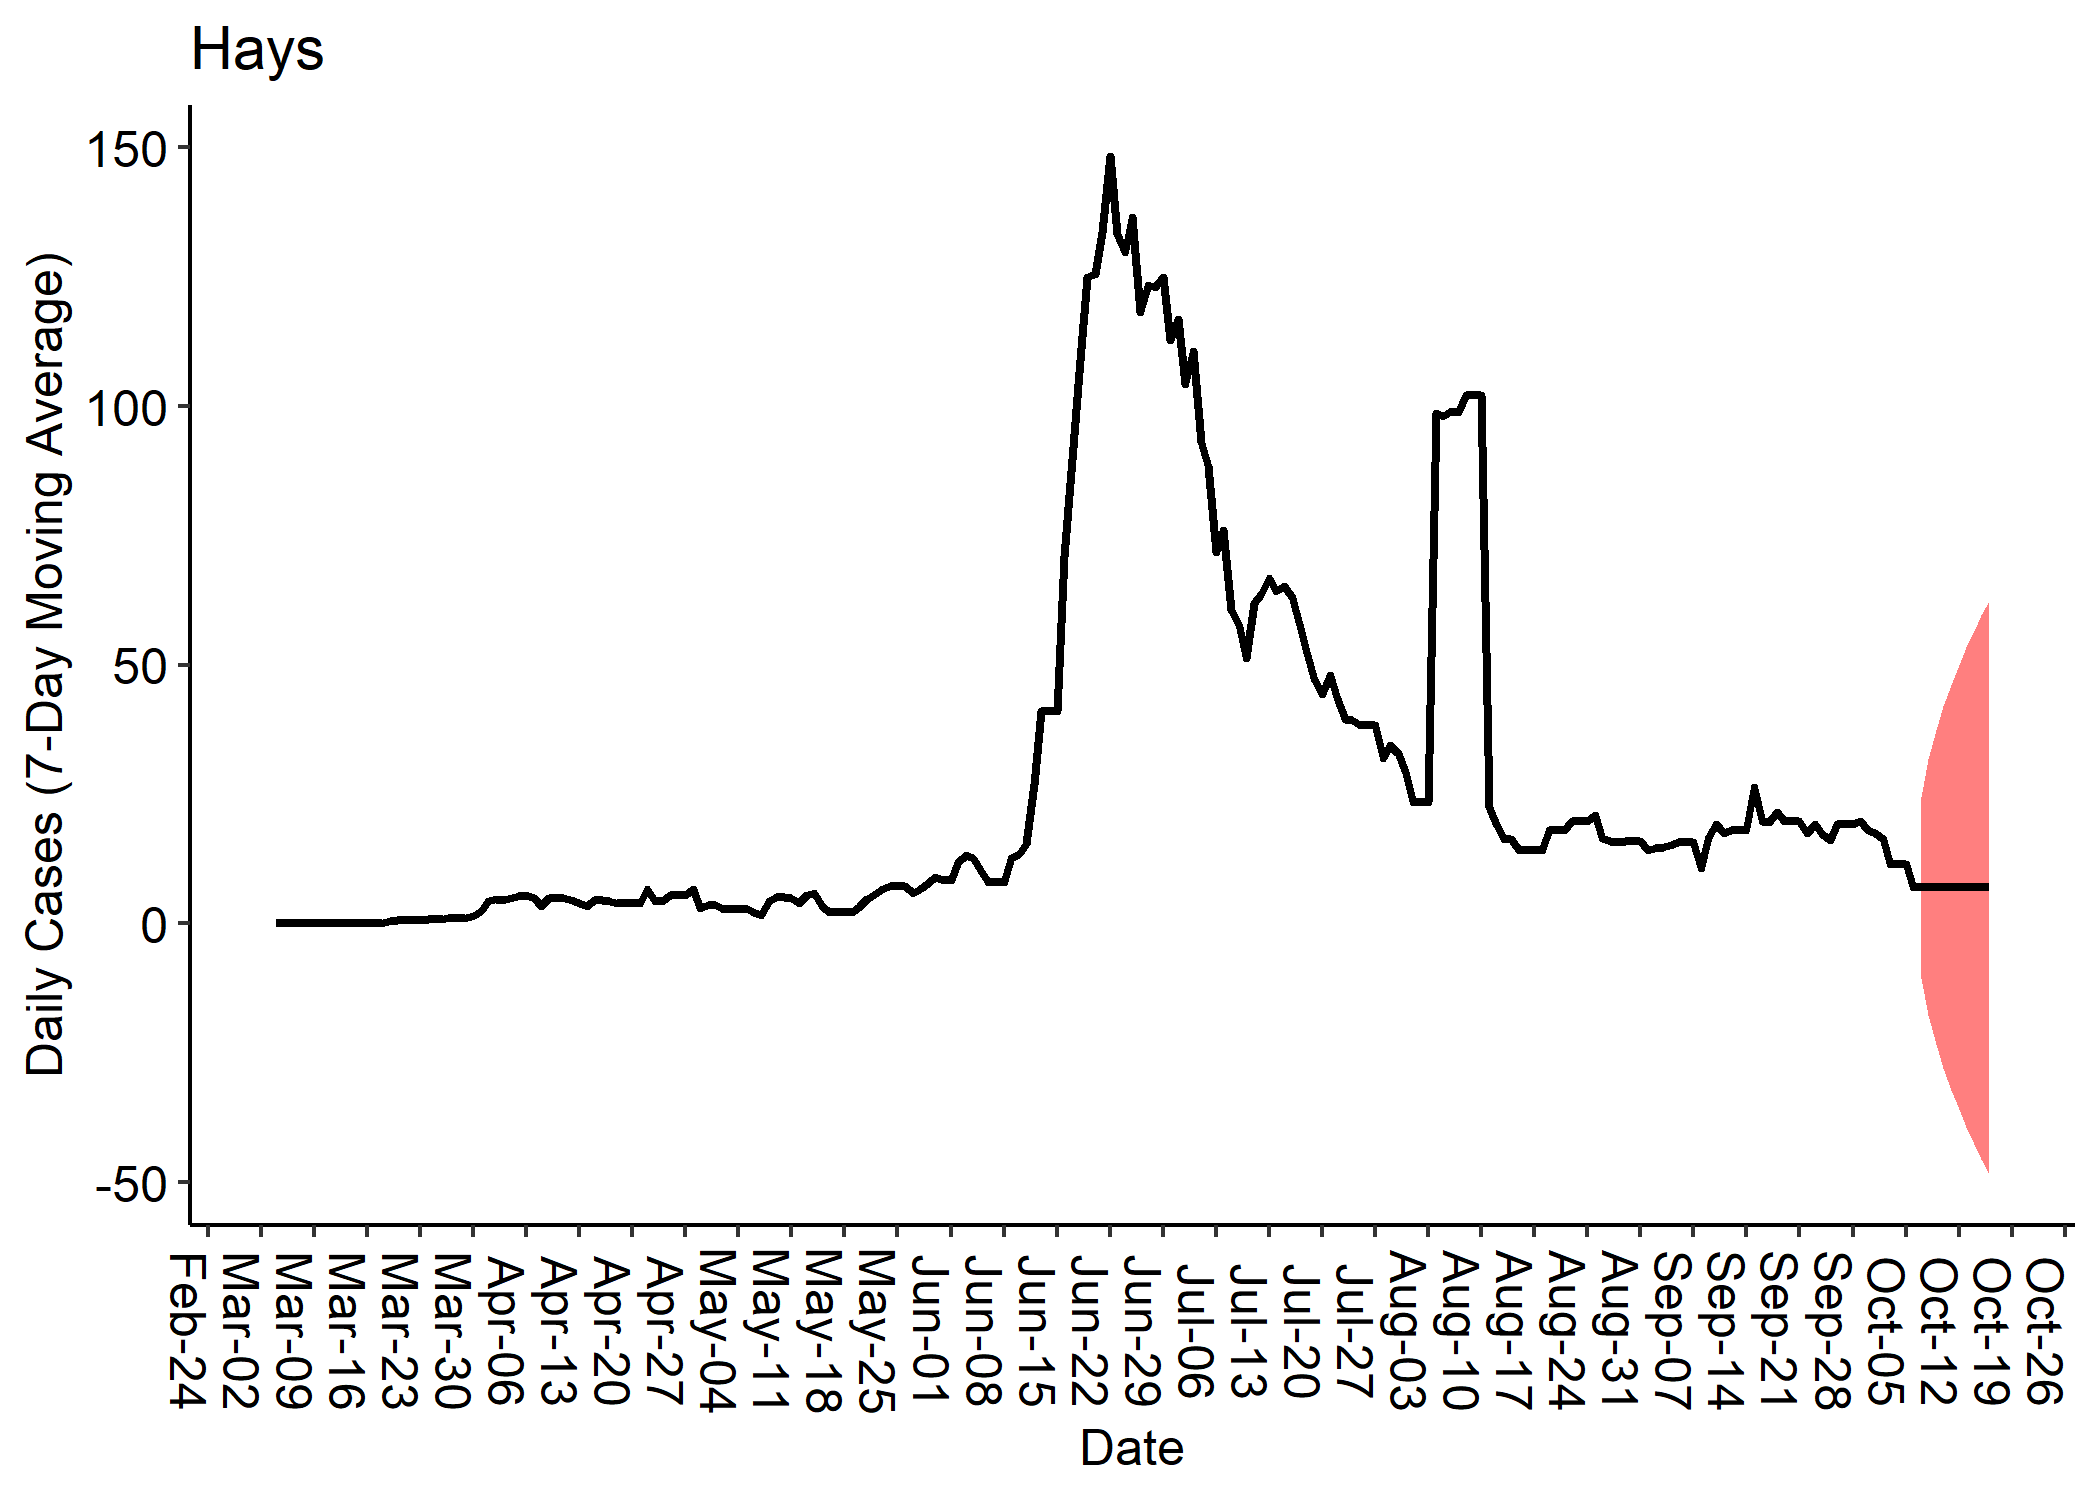 Hays
Daily Cases (7-Day Moving Average)
150
100
50
0
-50
Feb-24
Mar-02
Mar-09
Mar-16
Mar-23
Mar-30
Apr-06
Apr-13
Apr-20
Apr-27
May-04
May-11
May-18
May-25
Jun-01
Jun-08
Jun-15
Jun-22
Jun-29
Jul-06
Jul-13
Jul-20
Jul-27
Aug-03
Aug-10
Aug-17
Aug-24
Aug-31
Sep-07
Sep-14
Sep-21
Sep-28
Oct-05
Oct-12
Oct-19
Oct-26
Date